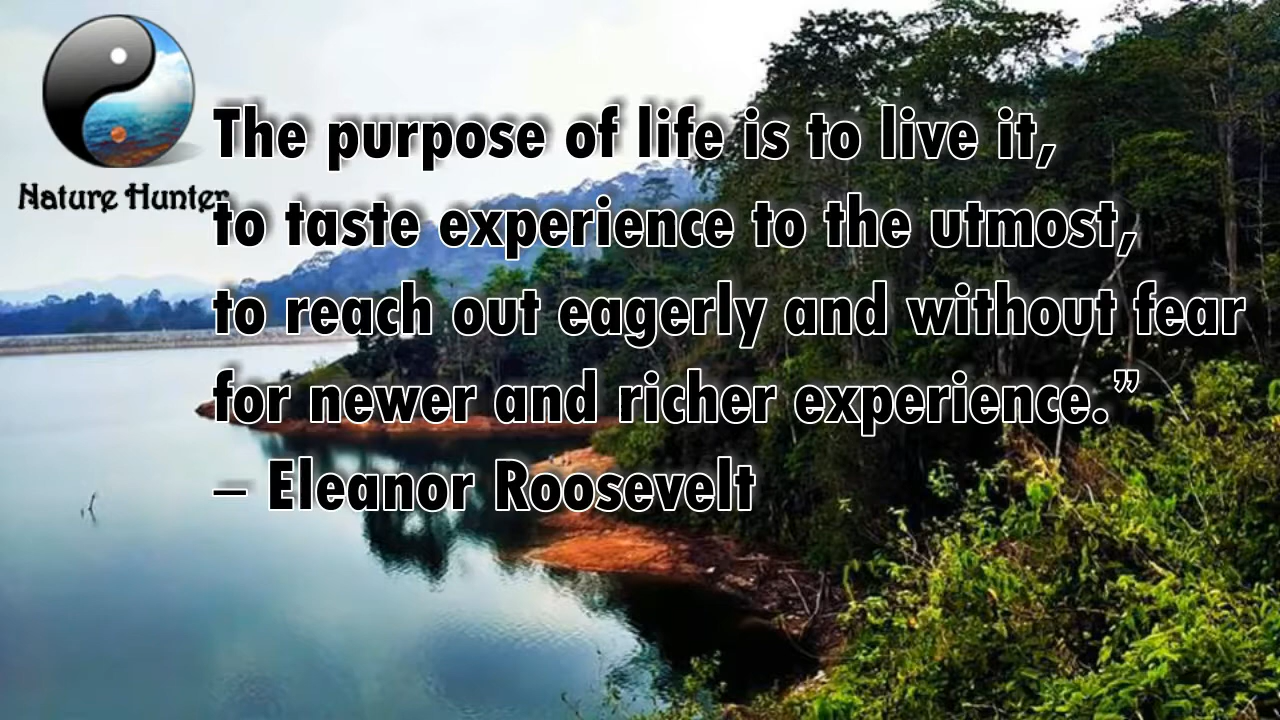 Nature Hunter
The purpose of life is to live it,
to taste experience to the utmost,
to reach out eagerly and without fear
for newer and richer experience.”
– Eleanor Roosevelt